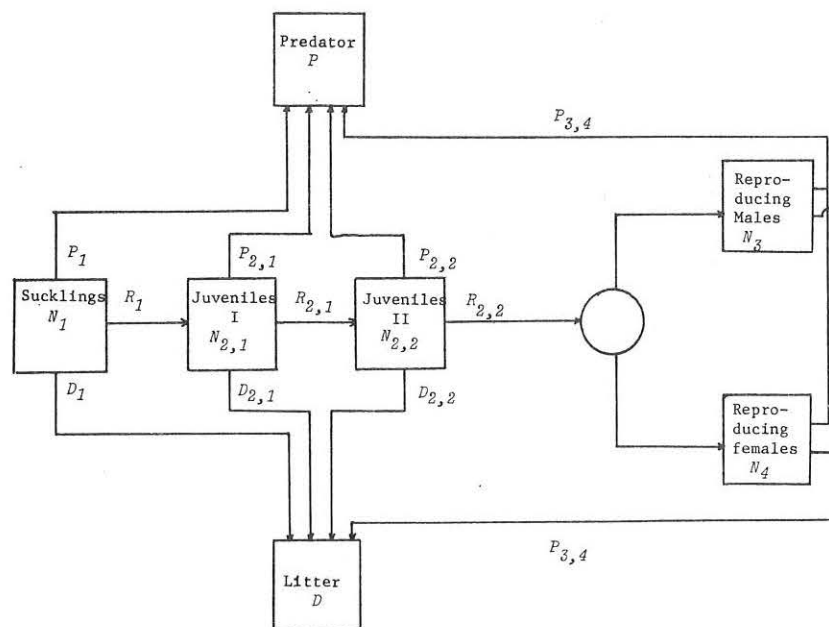 Predator
P
P3,4
Repro-
ducing
Males
N3
P1
P2,1
P2,2
Sucklings
N1
R1
Juveniles
I
N2,1
R2,1
Juveniles
II
N2,2
R2,2
D1
D2,1
D2,2
Repro-
ducing
females
N4
P3,4
Litter
D